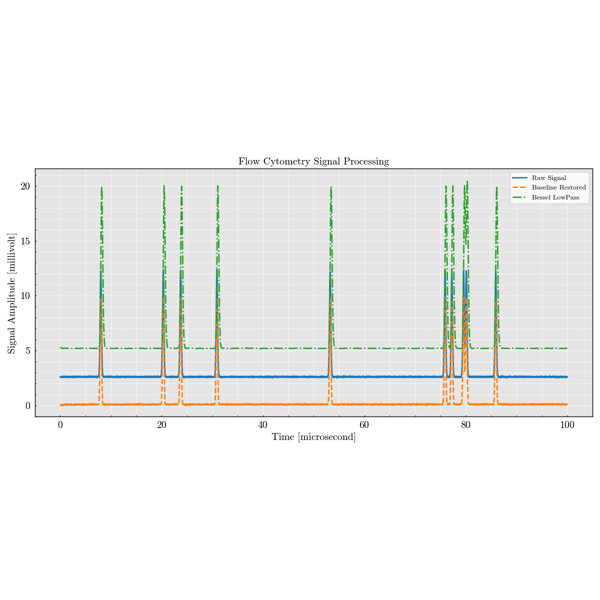 Flow Cytometry Signal Processing
Raw Signal
Baseline Restored
Bessel LowPass
20
15
10
5
0
Signal Amplitude [millivolt]
0 20 40 60 80 100
Time [microsecond]